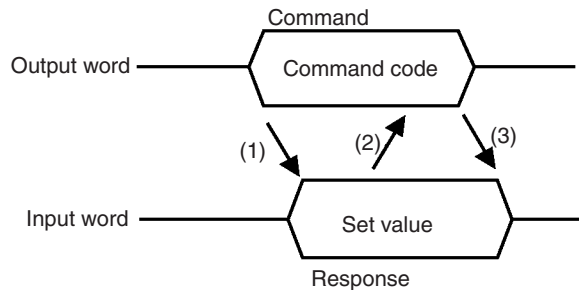 Command
Output word
Command code
(1)
(2)
(3)
Input word
Set value
Response